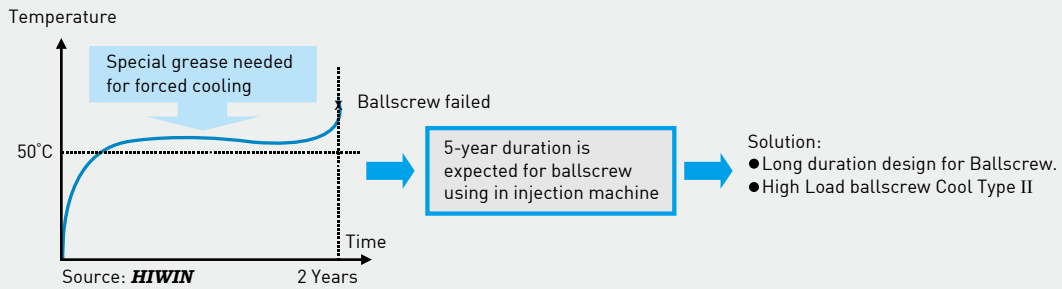 Temperature
Special grease needed
for forced cooling
x Ballscrew failed
50°C
Time
Source: HIWIN
2 Years
5-year duration is
expected for ballscrew
using in injection machine
Solution:
●Long duration design for Ballscrew.
●High Load ballscrew Cool Type II